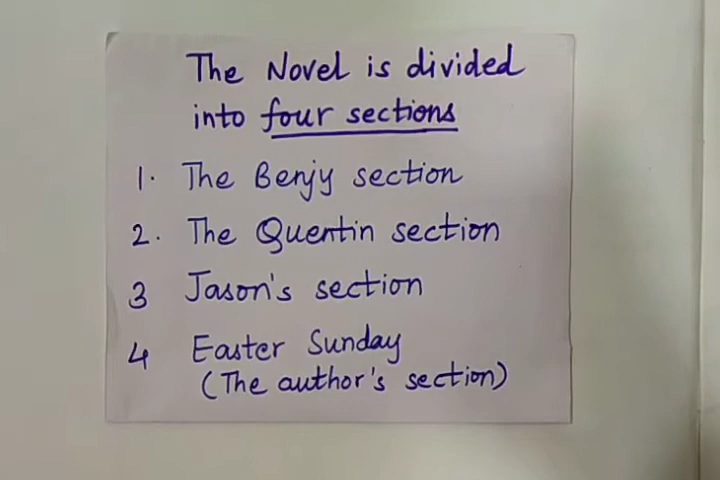 The Novel is divided
into four sections
1. The Benjy section
2. The Quentin section
3 Jason's section
4 Easter Sunday
(The author's section)